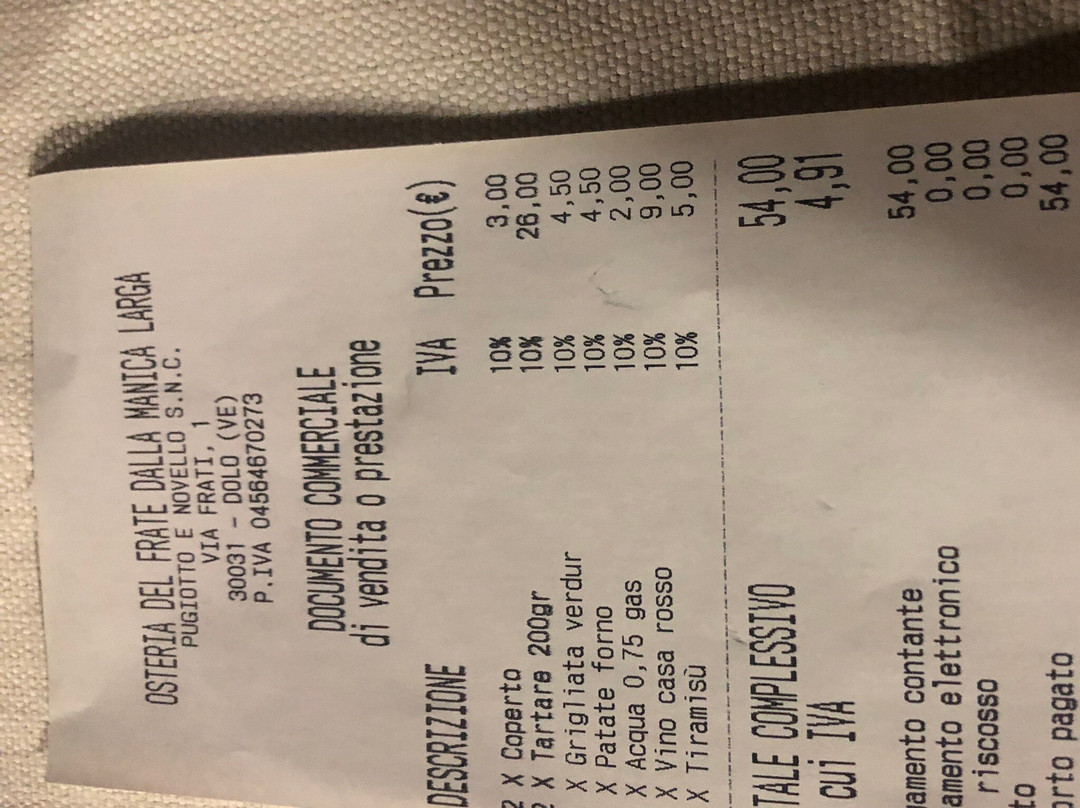 OSTERIA DEL FRATE DALLA MANICA LARGA
PUGIOTTO E NOVELLO S.N.C.
VIA FRATI, 1
30031 - DOLO (VE)
P.IVA 04564670273
DOCUMENTO COMMERCIALE
di vendita o prestazione
DESCRIZIONE IVA Prezzo(€)
2 X Coperto 10% 3,00
2 X Tartare 200gr 10% 26,00
X Grigliata verdur 10% 4,50
X Patate forno 10% 4,50
X Acqua 0,75 gas 10% 2,00
X Vino casa rosso 10% 9,00
X Tiramisù 10% 5,00
TALE COMPLESSIVO 54,00
cui IVA 4,91
amento contante 54,00
amento elettronico 0,00
riscosso 0,00
to 0,00
orto pagato 54,00